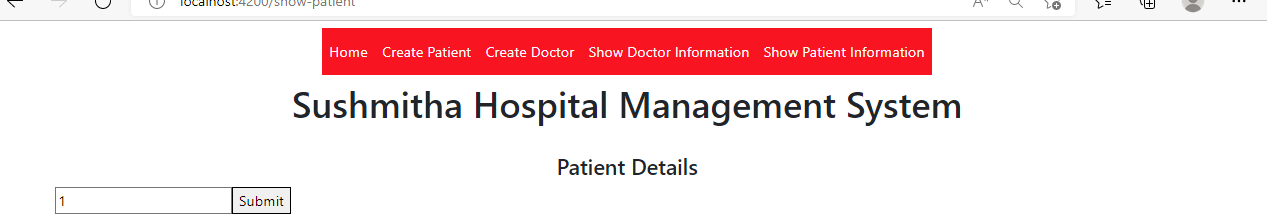 localhost:4200/show-patient
Home Create Patient Create Doctor Show Doctor Information Show Patient Information
Sushmitha Hospital Management System
Patient Details
1 Submit